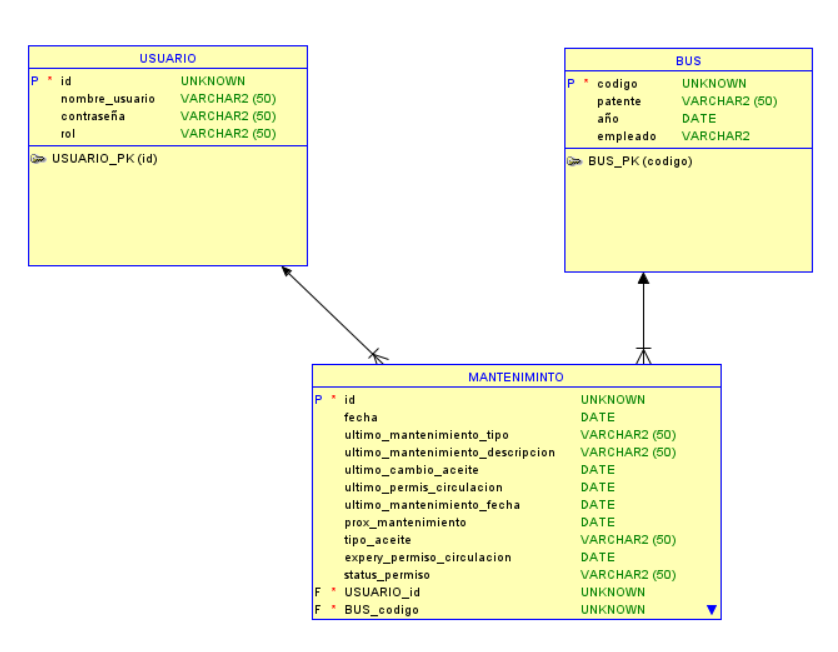 USUARIO
P * id UNKNOWN
nombre_usuario VARCHAR2 (50)
contraseña VARCHAR2 (50)
rol VARCHAR2 (50)
USUARIO_PK (id)
BUS
P * codigo UNKNOWN
patente VARCHAR2 (50)
año DATE
empleado VARCHAR2
BUS_PK (codigo)
MANTENIMINTO
P * id UNKNOWN
fecha DATE
ultimo_mantenimiento_tipo VARCHAR2 (50)
ultimo_mantenimiento_descripcion VARCHAR2 (50)
ultimo_cambio_aceite DATE
ultimo_permis_circulacion DATE
ultimo_mantenimiento_fecha DATE
prox_mantenimiento DATE
tipo_aceite VARCHAR2 (50)
expery_permiso_circulacion DATE
status_permiso VARCHAR2 (50)
F * USUARIO_id UNKNOWN
F * BUS_codigo UNKNOWN